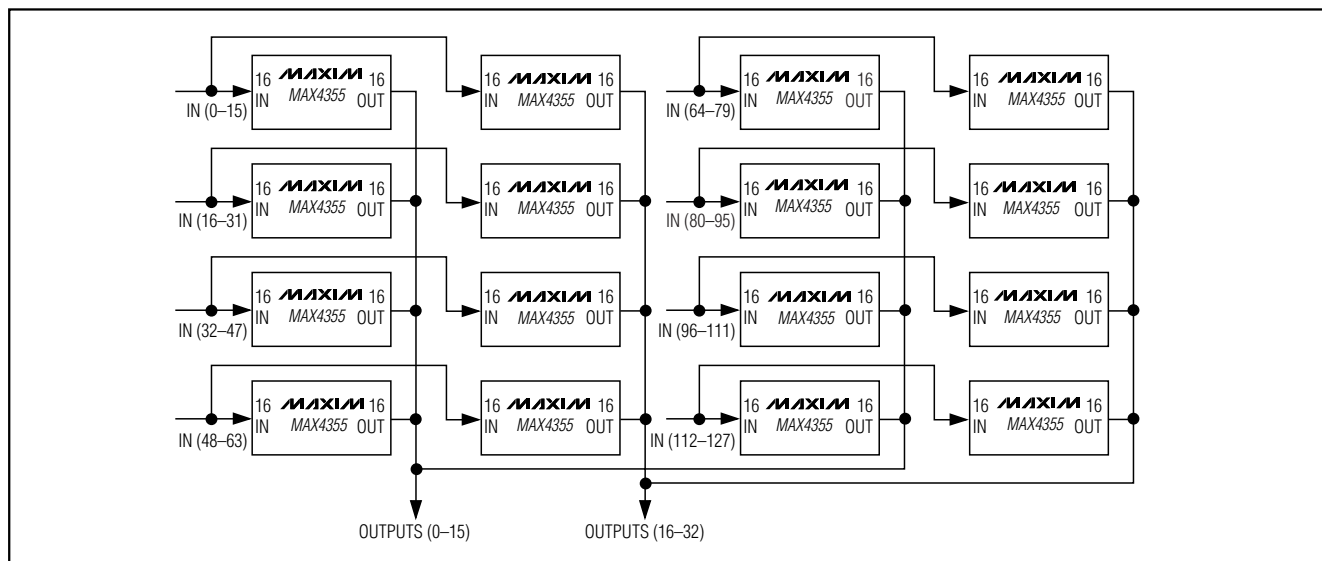 16 MAXIM 16
IN MAX4355 OUT
IN (0–15)
16 MAXIM 16
IN MAX4355 OUT
16 MAXIM 16
IN MAX4355 OUT
IN (64–79)
16 MAXIM 16
IN MAX4355 OUT
16 MAXIM 16
IN MAX4355 OUT
IN (16–31)
16 MAXIM 16
IN MAX4355 OUT
16 MAXIM 16
IN MAX4355 OUT
IN (80–95)
16 MAXIM 16
IN MAX4355 OUT
16 MAXIM 16
IN MAX4355 OUT
IN (32–47)
16 MAXIM 16
IN MAX4355 OUT
16 MAXIM 16
IN MAX4355 OUT
IN (96–111)
16 MAXIM 16
IN MAX4355 OUT
16 MAXIM 16
IN MAX4355 OUT
IN (48–63)
16 MAXIM 16
IN MAX4355 OUT
16 MAXIM 16
IN MAX4355 OUT
IN (112–127)
16 MAXIM 16
IN MAX4355 OUT
OUTPUTS (0–15)
OUTPUTS (16–32)